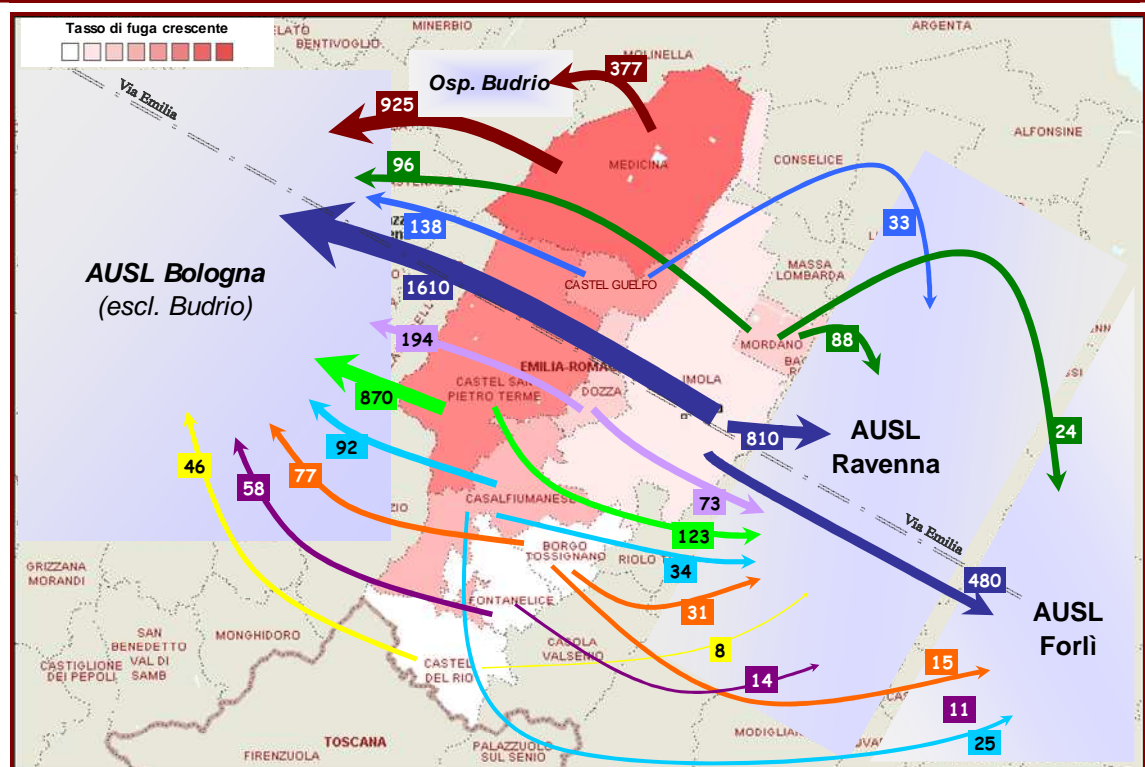 Tasso di fuga crescente
MINERBIO
ARGENTA
BENTIVOGLIO
MOLINELLA
Osp. Budrio
377
Via Emilia
925
ALFONSINE
96
MEDICINA
CONSELICE
138
33
AUSL Bologna
(escl. Budrio)
1610
CASTEL GUELFO
MASSA
LOMBARDA
194
MORDANO
88
EMILIA-ROMAG
870
CASTEL SAN
PIETRO TERME
DOZZA
IMOLA
810
AUSL
Ravenna
24
92
46
77
58
CASALFIUMANESE
73
Via Emilia
123
BORGO
TOSSIGNANO
RIOLO T
34
480
GRIZZANA
MORANDI
FONTANELICE
31
AUSL
Forlì
SAN
BENEDETTO
VAL DI
SAMB
MONGHIDORO
CASOLA
VALSENIO
8
CASTIGLIONE
DEI PEPOLI
CASTEL
DEL RIO
14
15
11
TOSCANA
FIRENZUOLA
PALAZZUOLO
SUL SENIO
MODIGLIA
25